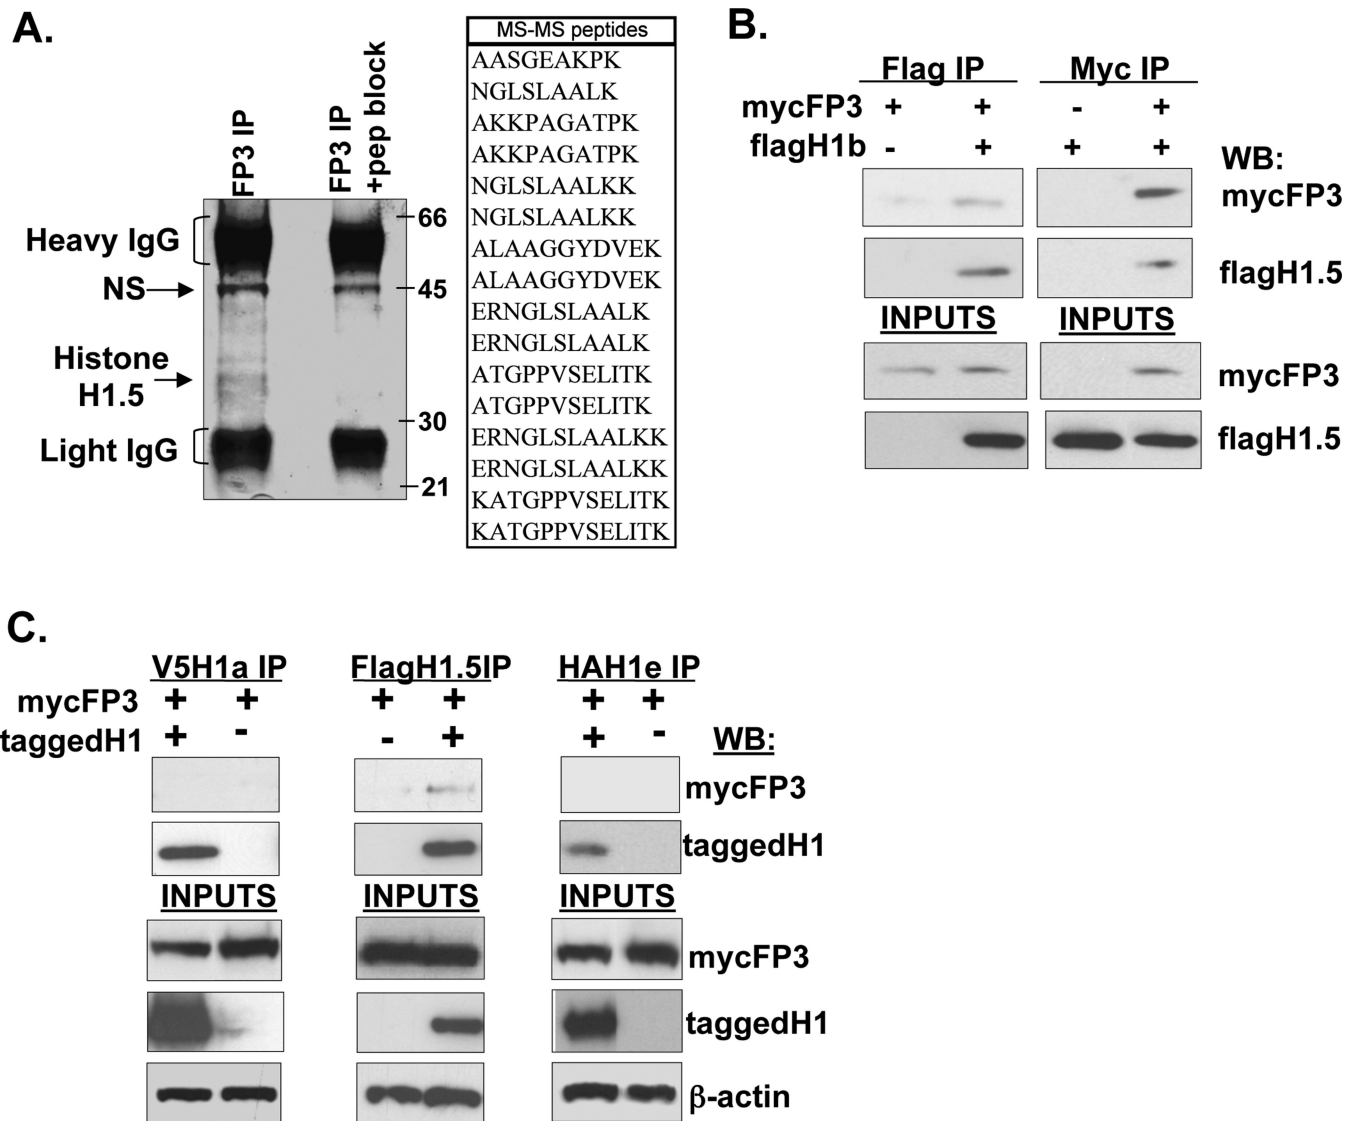 A.
FP3 IP
FP3 IP
+pep block
Heavy IgG
NS
Histone
H1.5
Light IgG
66
45
30
21
MS-MS peptides
AASGEAKPK
NGLSLAALK
AKKPAGATPK
AKKPAGATPK
NGLSLAALKK
NGLSLAALKK
ALAAGGYDVEK
ALAAGGYDVEK
ERNGLSLAALK
ERNGLSLAALK
ATGPPVSELITK
ATGPPVSELITK
ERNGLSLAALKK
ERNGLSLAALKK
KATGPPVSELITK
KATGPPVSELITK
B.
Flag IP Myc IP
mycFP3 + + - +
flagH1b - + + +
WB:
mycFP3
flagH1.5
INPUTS INPUTS
mycFP3
flagH1.5
C.
V5H1a IP FlagH1.5IP HAH1e IP
mycFP3 + + + + + +
taggedH1 + - - + + -
WB:
mycFP3
taggedH1
INPUTS INPUTS INPUTS
mycFP3
taggedH1
β-actin